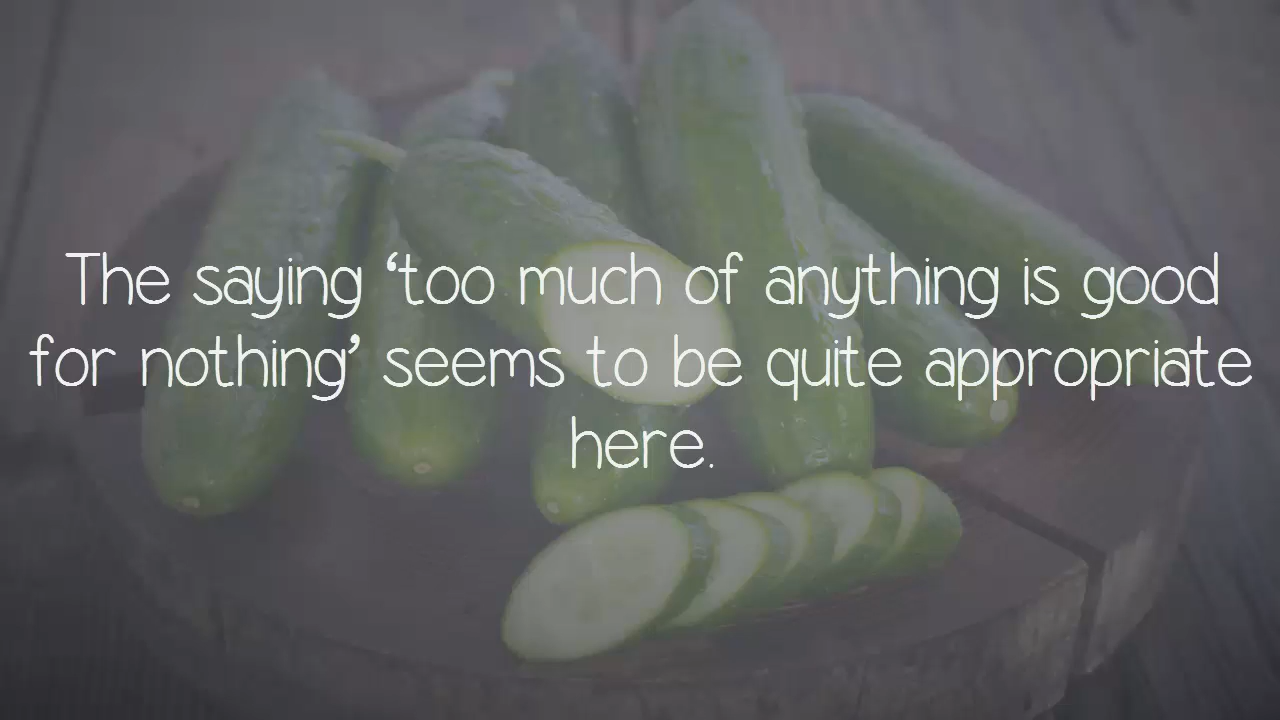 The saying ‘too much of anything is good
for nothing’ seems to be quite appropriate
here.